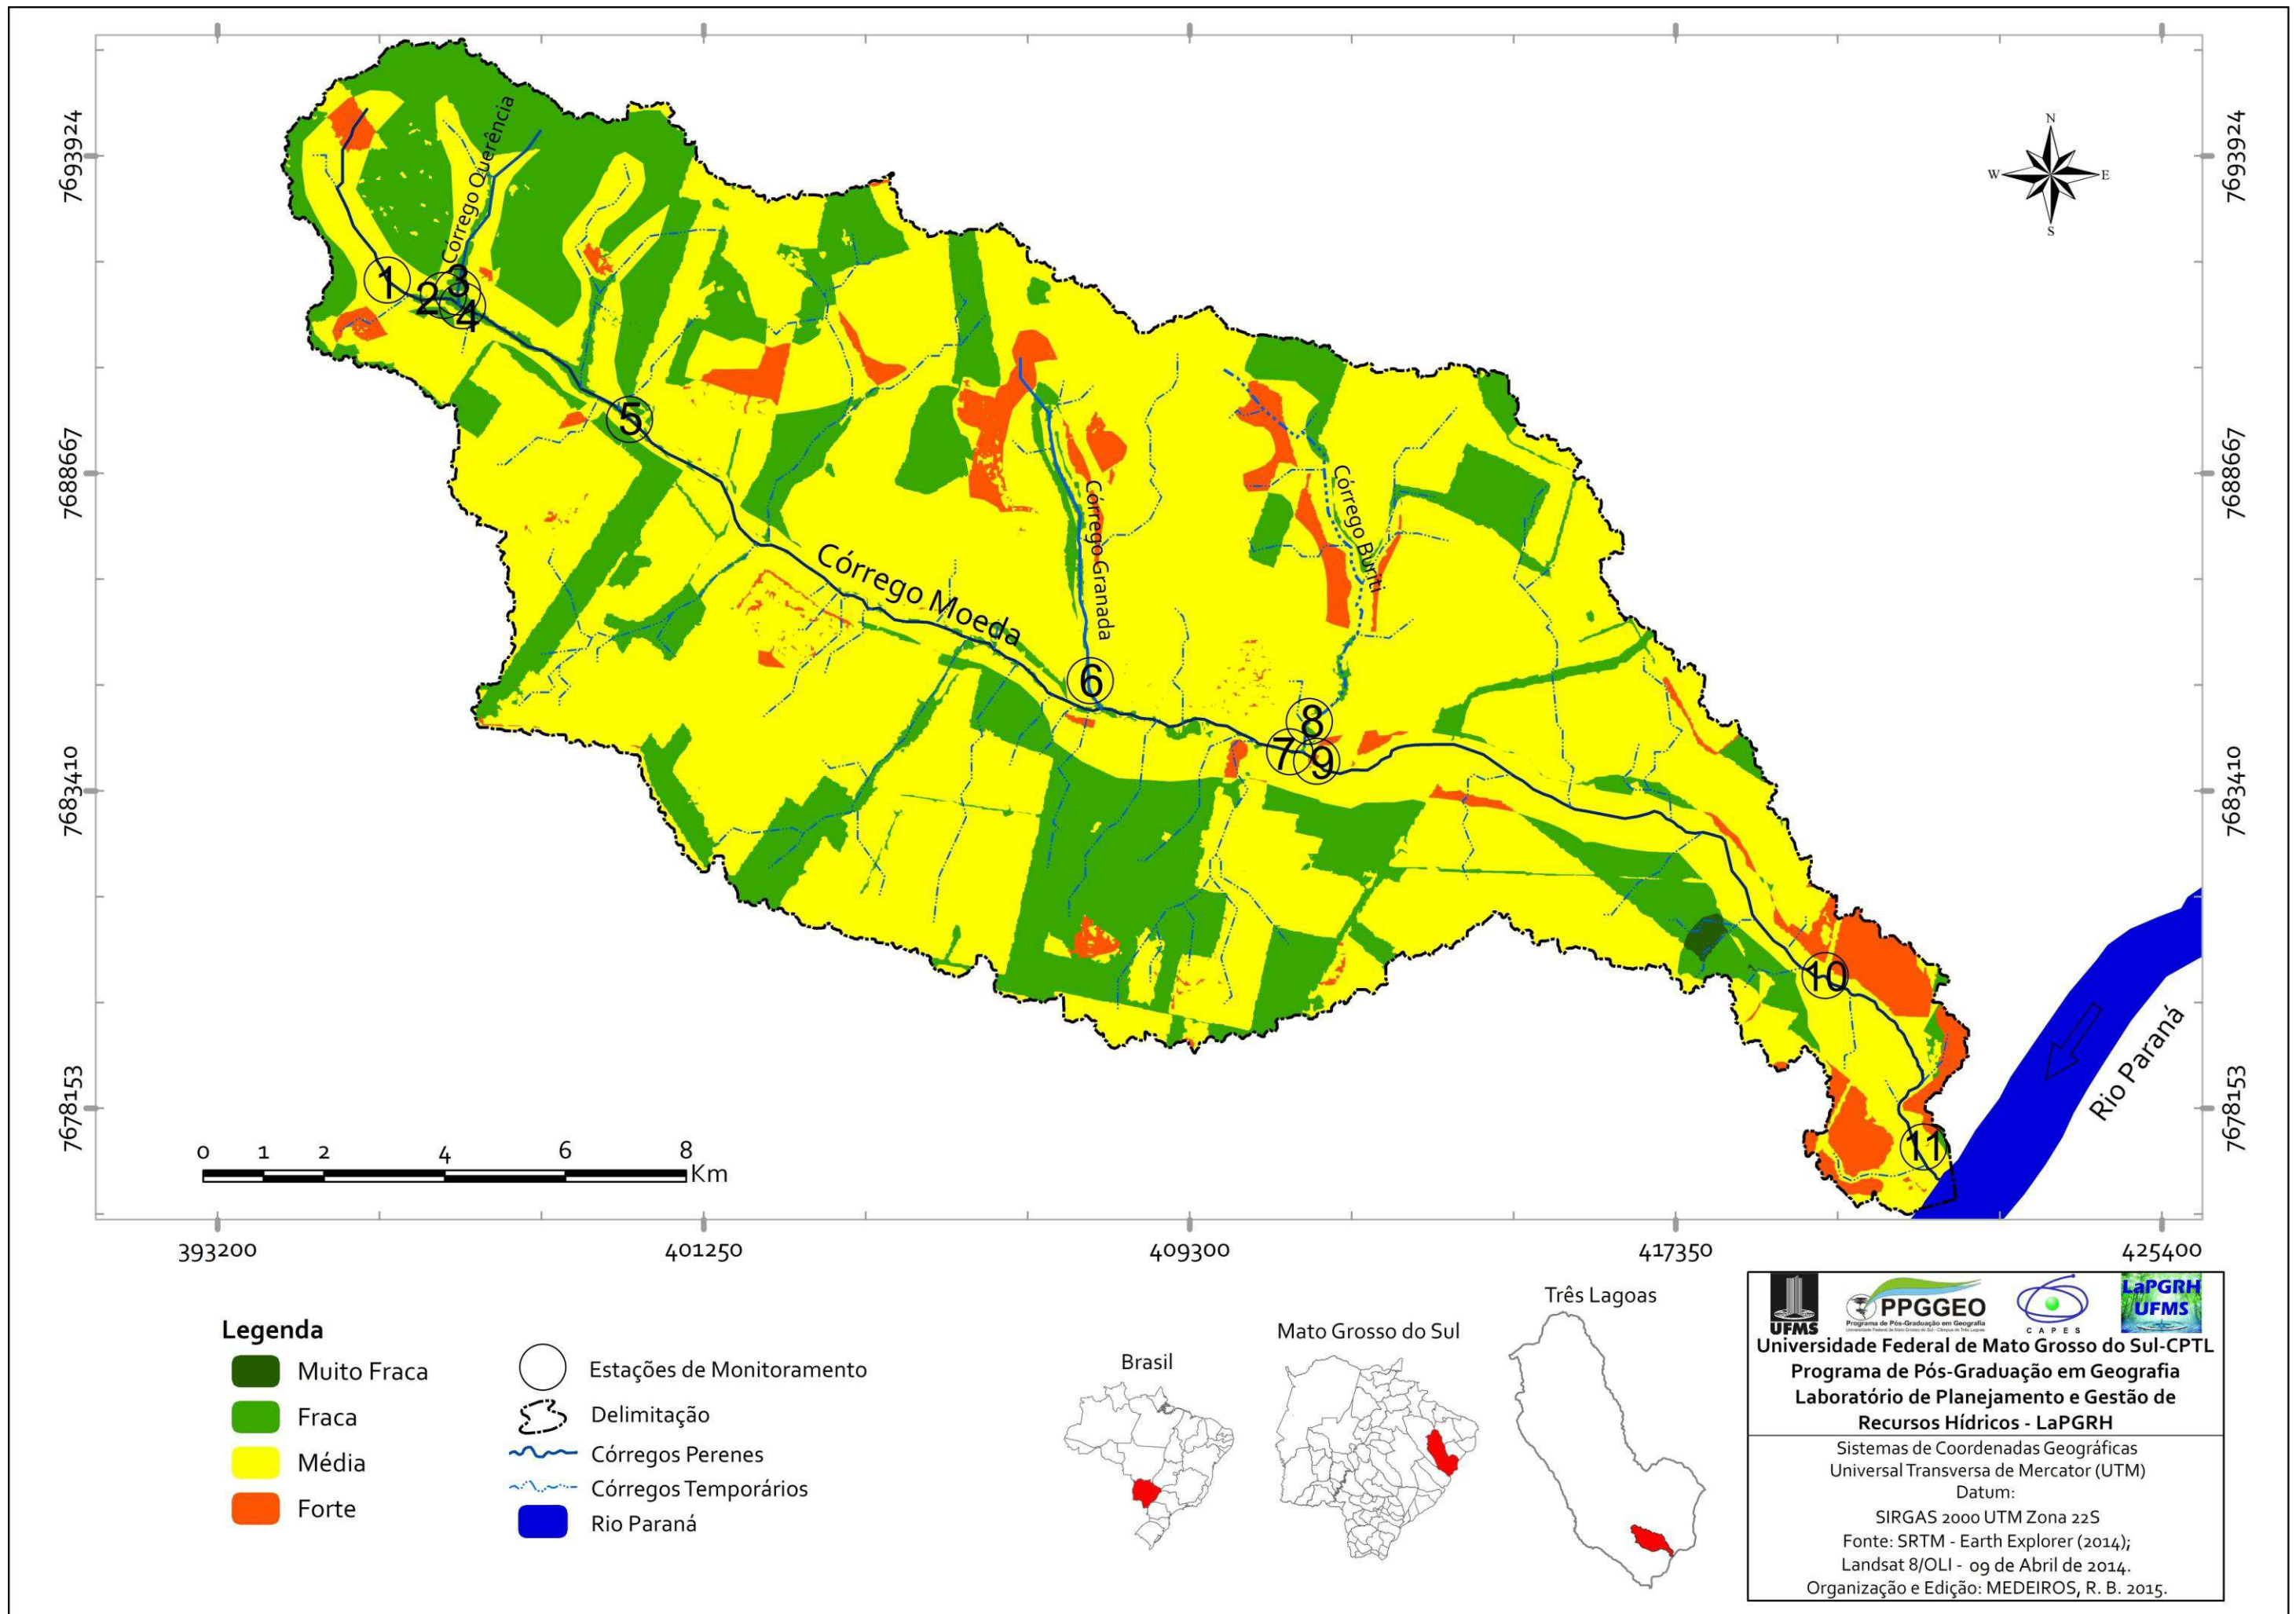 N
W
E
S
7693924
7688667
7683410
7678153
7693924
7688667
7683410
7678153
Córrego Querência
1
2
3
4
5
Córrego Moeda
Córrego Granada
Córrego Buriti
6
7
8
9
10
11
Rio Paraná
0 1 2 4 6 8
Km
393200 401250 409300 417350 425400
Legenda
Muito Fraca
Fraca
Média
Forte
Estações de Monitoramento
Delimitação
Córregos Perenes
Córregos Temporários
Rio Paraná
Brasil
Mato Grosso do Sul
Três Lagoas
UFMS
PPGGEO
Programa de Pós-Graduação em Geografia
CAPES
LaPGRH
UFMS
Universidade Federal de Mato Grosso do Sul-CPTL
Programa de Pós-Graduação em Geografia
Laboratório de Planejamento e Gestão de
Recursos Hídricos - LaPGRH
Sistemas de Coordenadas Geográficas
Universal Transversa de Mercator (UTM)
Datum:
SIRGAS 2000 UTM Zona 22S
Fonte: SRTM - Earth Explorer (2014);
Landsat 8/OLI - 09 de Abril de 2014.
Organização e Edição: MEDEIROS, R. B. 2015.